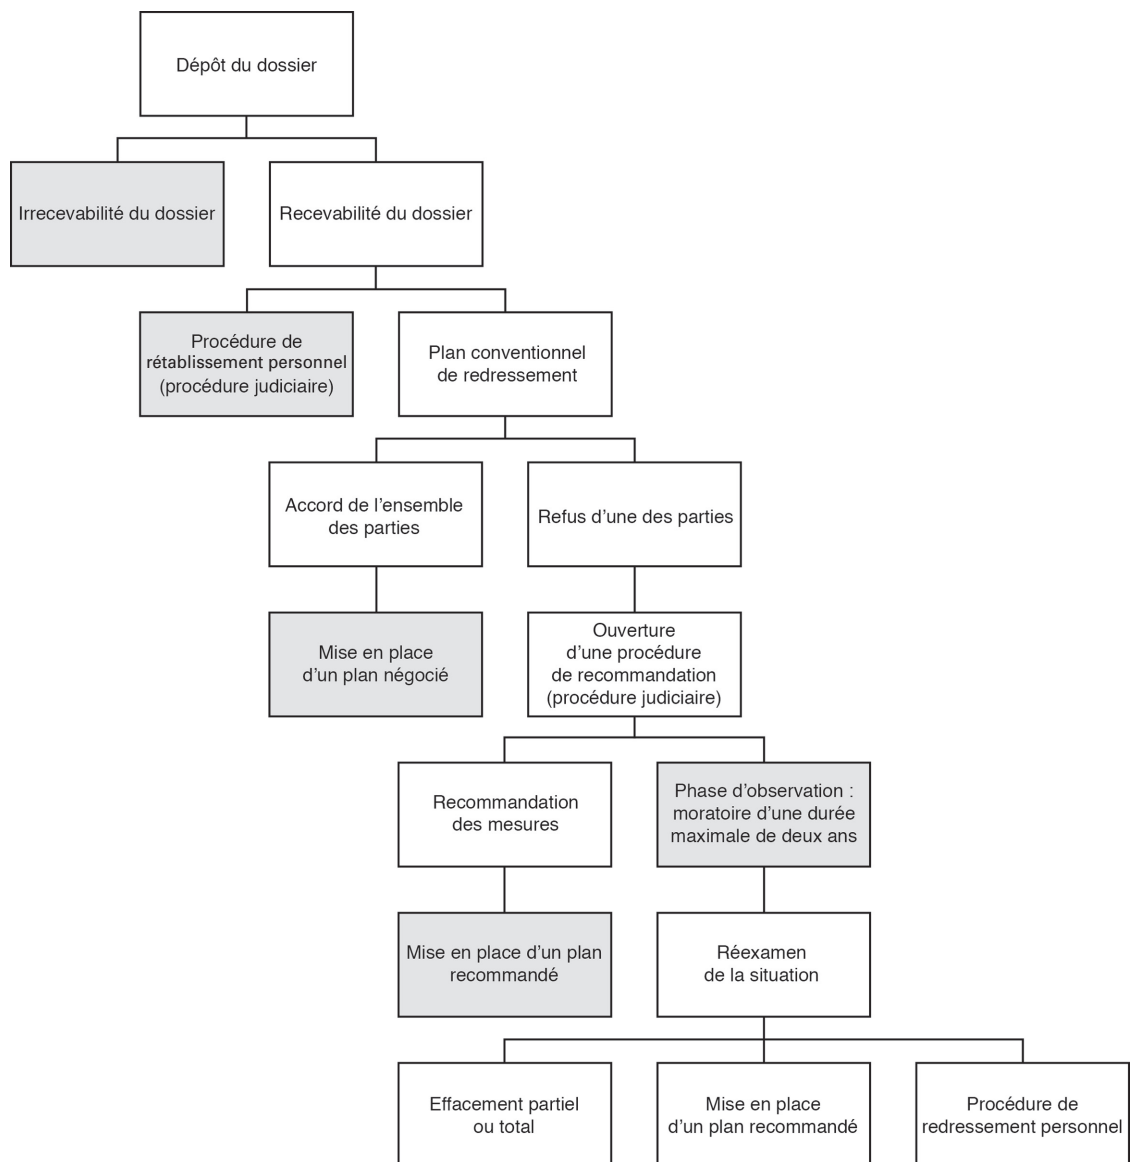 Dépôt du dossier
Irrecevabilité du dossier
Recevabilité du dossier
Procédure de
rétablissement personnel
(procédure judiciaire)
Plan conventionnel
de redressement
Accord de l’ensemble
des parties
Refus d’une des parties
Mise en place
d’un plan négocié
Ouverture
d’une procédure
de recommandation
(procédure judiciaire)
Recommandation
des mesures
Phase d’observation :
moratoire d’une durée
maximale de deux ans
Mise en place d’un plan
recommandé
Réexamen
de la situation
Effacement partiel
ou total
Mise en place
d’un plan recommandé
Procédure de
redressement personnel